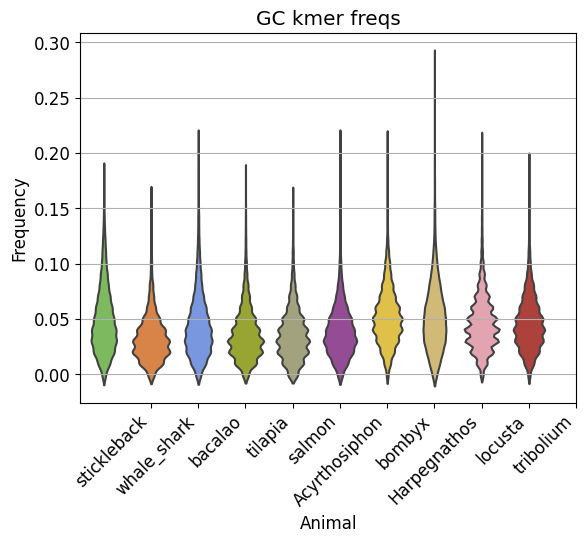 GC kmer freqs
0.30
0.25
0.20
0.15
0.10
0.05
0.00
Frequency
stickleback
whale_shark
bacalao
tilapia
salmon
Acyrthosiphon
bombyx
Harpegnathos
locusta
tribolium
Animal